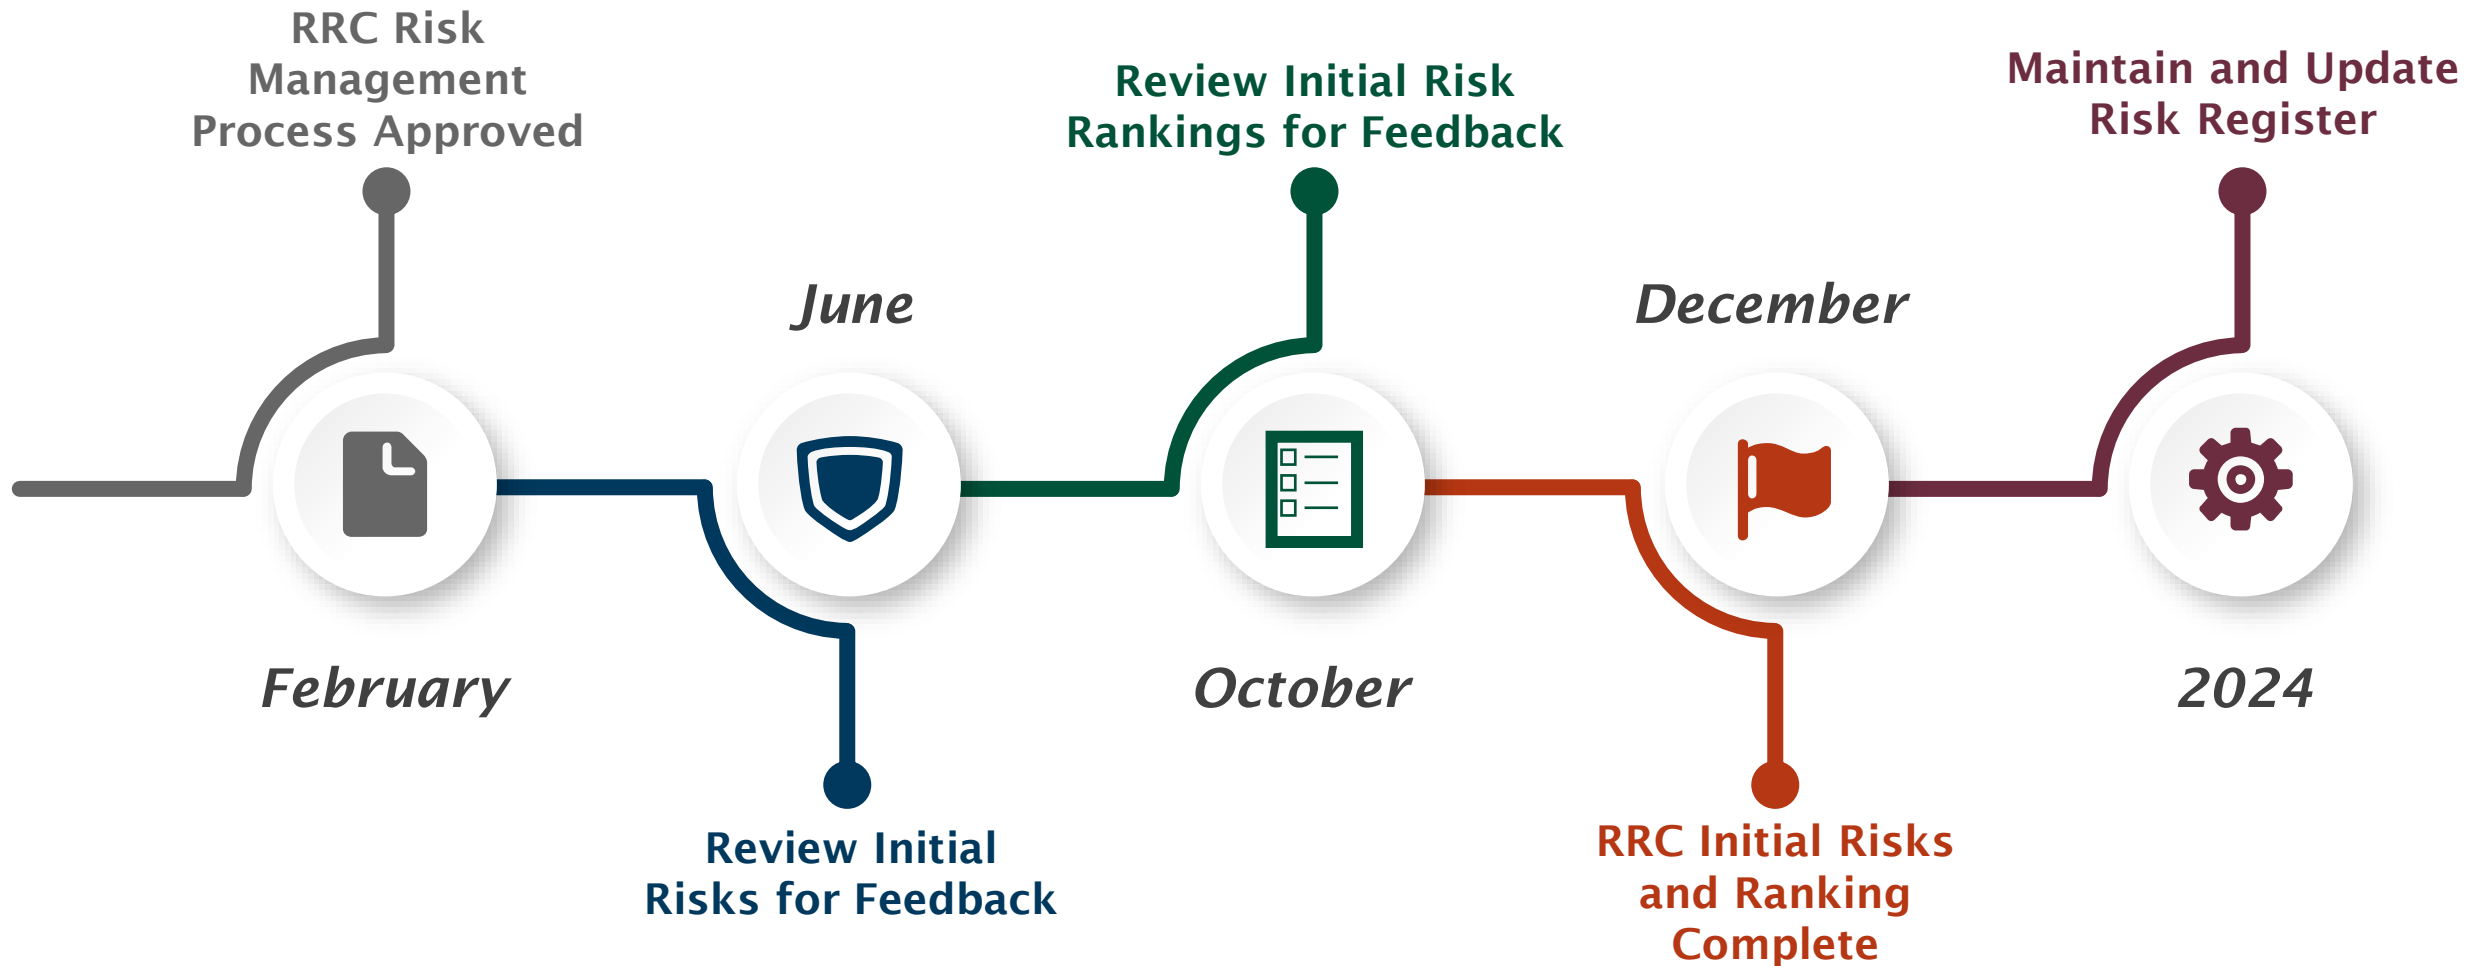 RRC Risk
Management
Process Approved
February
June
Review Initial
Risks for Feedback
Review Initial Risk
Rankings for Feedback
October
December
RRC Initial Risks
and Ranking
Complete
Maintain and Update
Risk Register
2024